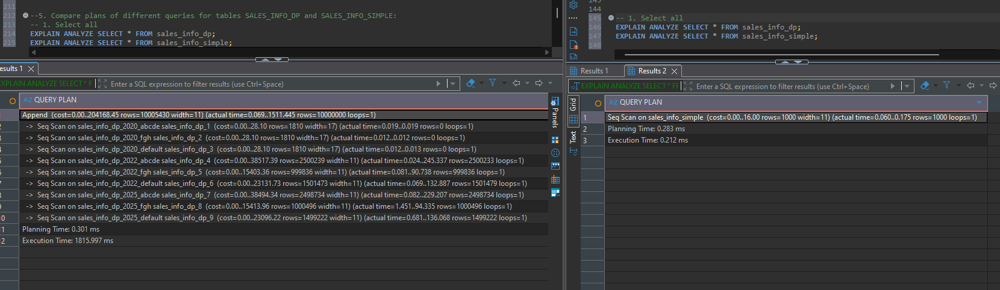 211
212 --5. Compare plans of different queries for tables SALES_INFO_DP and SALES_INFO_SIMPLE:
213 -- 1. Select all
214 EXPLAIN ANALYZE SELECT * FROM sales_info_dp;
215 EXPLAIN ANALYZE SELECT * FROM sales_info_simple;
esults 1
EXPLAIN ANALYZE SELECT * F Enter a SQL expression to filter results (use Ctrl+Space)
A-Z QUERY PLAN
Append (cost=0.00..204168.45 rows=10005430 width=11) (actual time=0.069..1511.445 rows=10000000 loops=1)
2 -> Seq Scan on sales_info_dp_2020_abcde sales_info_dp_1 (cost=0.00..28.10 rows=1810 width=17) (actual time=0.019..0.019 rows=0 loops=1)
3 -> Seq Scan on sales_info_dp_2020_fgh sales_info_dp_2 (cost=0.00..28.10 rows=1810 width=17) (actual time=0.012..0.012 rows=0 loops=1)
4 -> Seq Scan on sales_info_dp_2020_default sales_info_dp_3 (cost=0.00..28.10 rows=1810 width=17) (actual time=0.012..0.013 rows=0 loops=1)
5 -> Seq Scan on sales_info_dp_2022_abcde sales_info_dp_4 (cost=0.00..38517.39 rows=2500239 width=11) (actual time=0.024..245.337 rows=2500233 loops=1)
6 -> Seq Scan on sales_info_dp_2022_fgh sales_info_dp_5 (cost=0.00..15403.36 rows=999836 width=11) (actual time=0.081..90.738 rows=999836 loops=1)
7 -> Seq Scan on sales_info_dp_2022_default sales_info_dp_6 (cost=0.00..23131.73 rows=1501473 width=11) (actual time=0.069..132.887 rows=1501479 loops=1)
8 -> Seq Scan on sales_info_dp_2025_abcde sales_info_dp_7 (cost=0.00..38494.34 rows=2498734 width=11) (actual time=0.082..229.207 rows=2498734 loops=1)
9 -> Seq Scan on sales_info_dp_2025_fgh sales_info_dp_8 (cost=0.00..15413.96 rows=1000496 width=11) (actual time=1.451..94.335 rows=1000496 loops=1)
10 -> Seq Scan on sales_info_dp_2025_default sales_info_dp_9 (cost=0.00..23096.22 rows=1499222 width=11) (actual time=0.681..136.068 rows=1499222 loops=1)
11 Planning Time: 0.301 ms
12 Execution Time: 1815.997 ms
Panels
144
145 -- 1. Select all
146 EXPLAIN ANALYZE SELECT * FROM sales_info_dp;
147 EXPLAIN ANALYZE SELECT * FROM sales_info_simple;
148
Results 1 Results 2
EXPLAIN ANALYZE SELECT * FF Enter a SQL expression to filter results (use Ctrl+Space)
Grid
Text
A-Z QUERY PLAN
1 Seq Scan on sales_info_simple (cost=0.00..16.00 rows=1000 width=11) (actual time=0.060..0.175 rows=1000 loops=1)
2 Planning Time: 0.283 ms
3 Execution Time: 0.212 ms